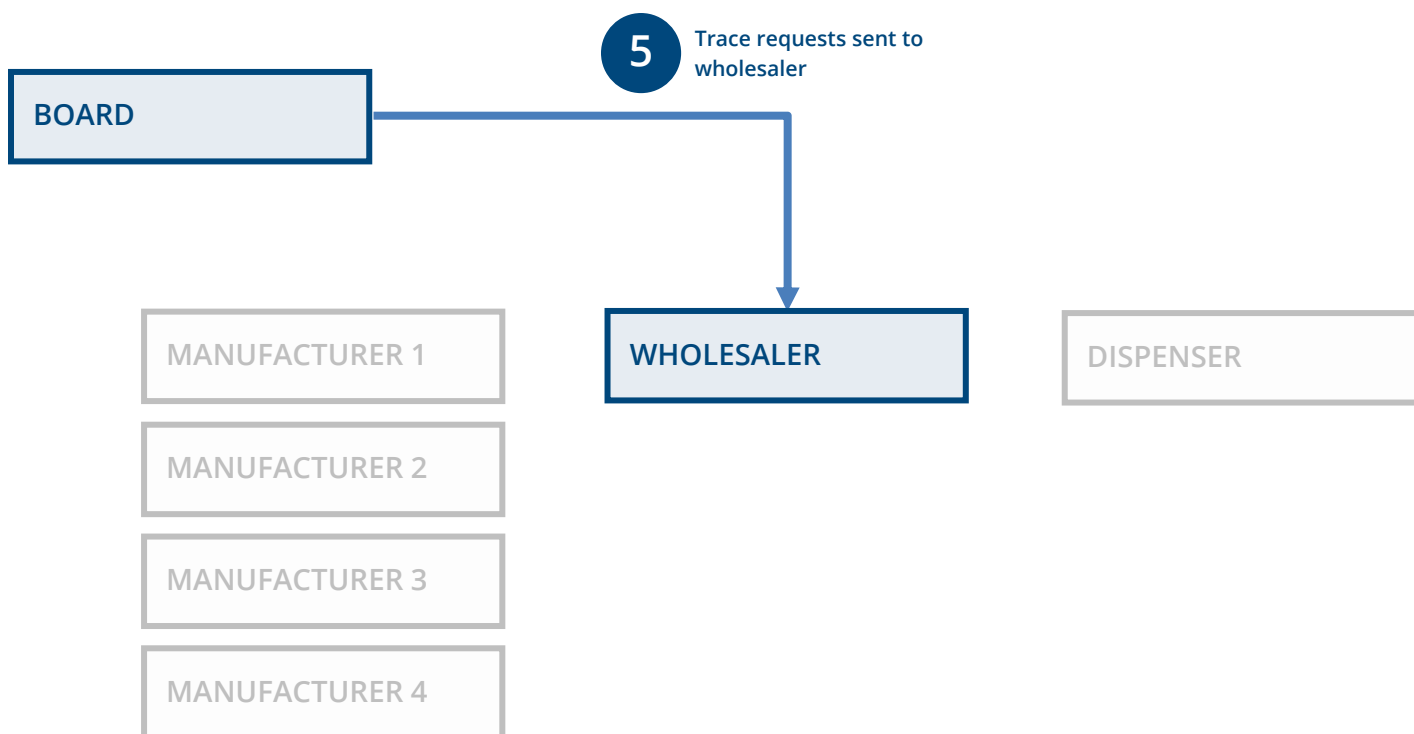 5
Trace requests sent to
wholesaler
BOARD
MANUFACTURER 1
WHOLESALER
DISPENSER
MANUFACTURER 2
MANUFACTURER 3
MANUFACTURER 4